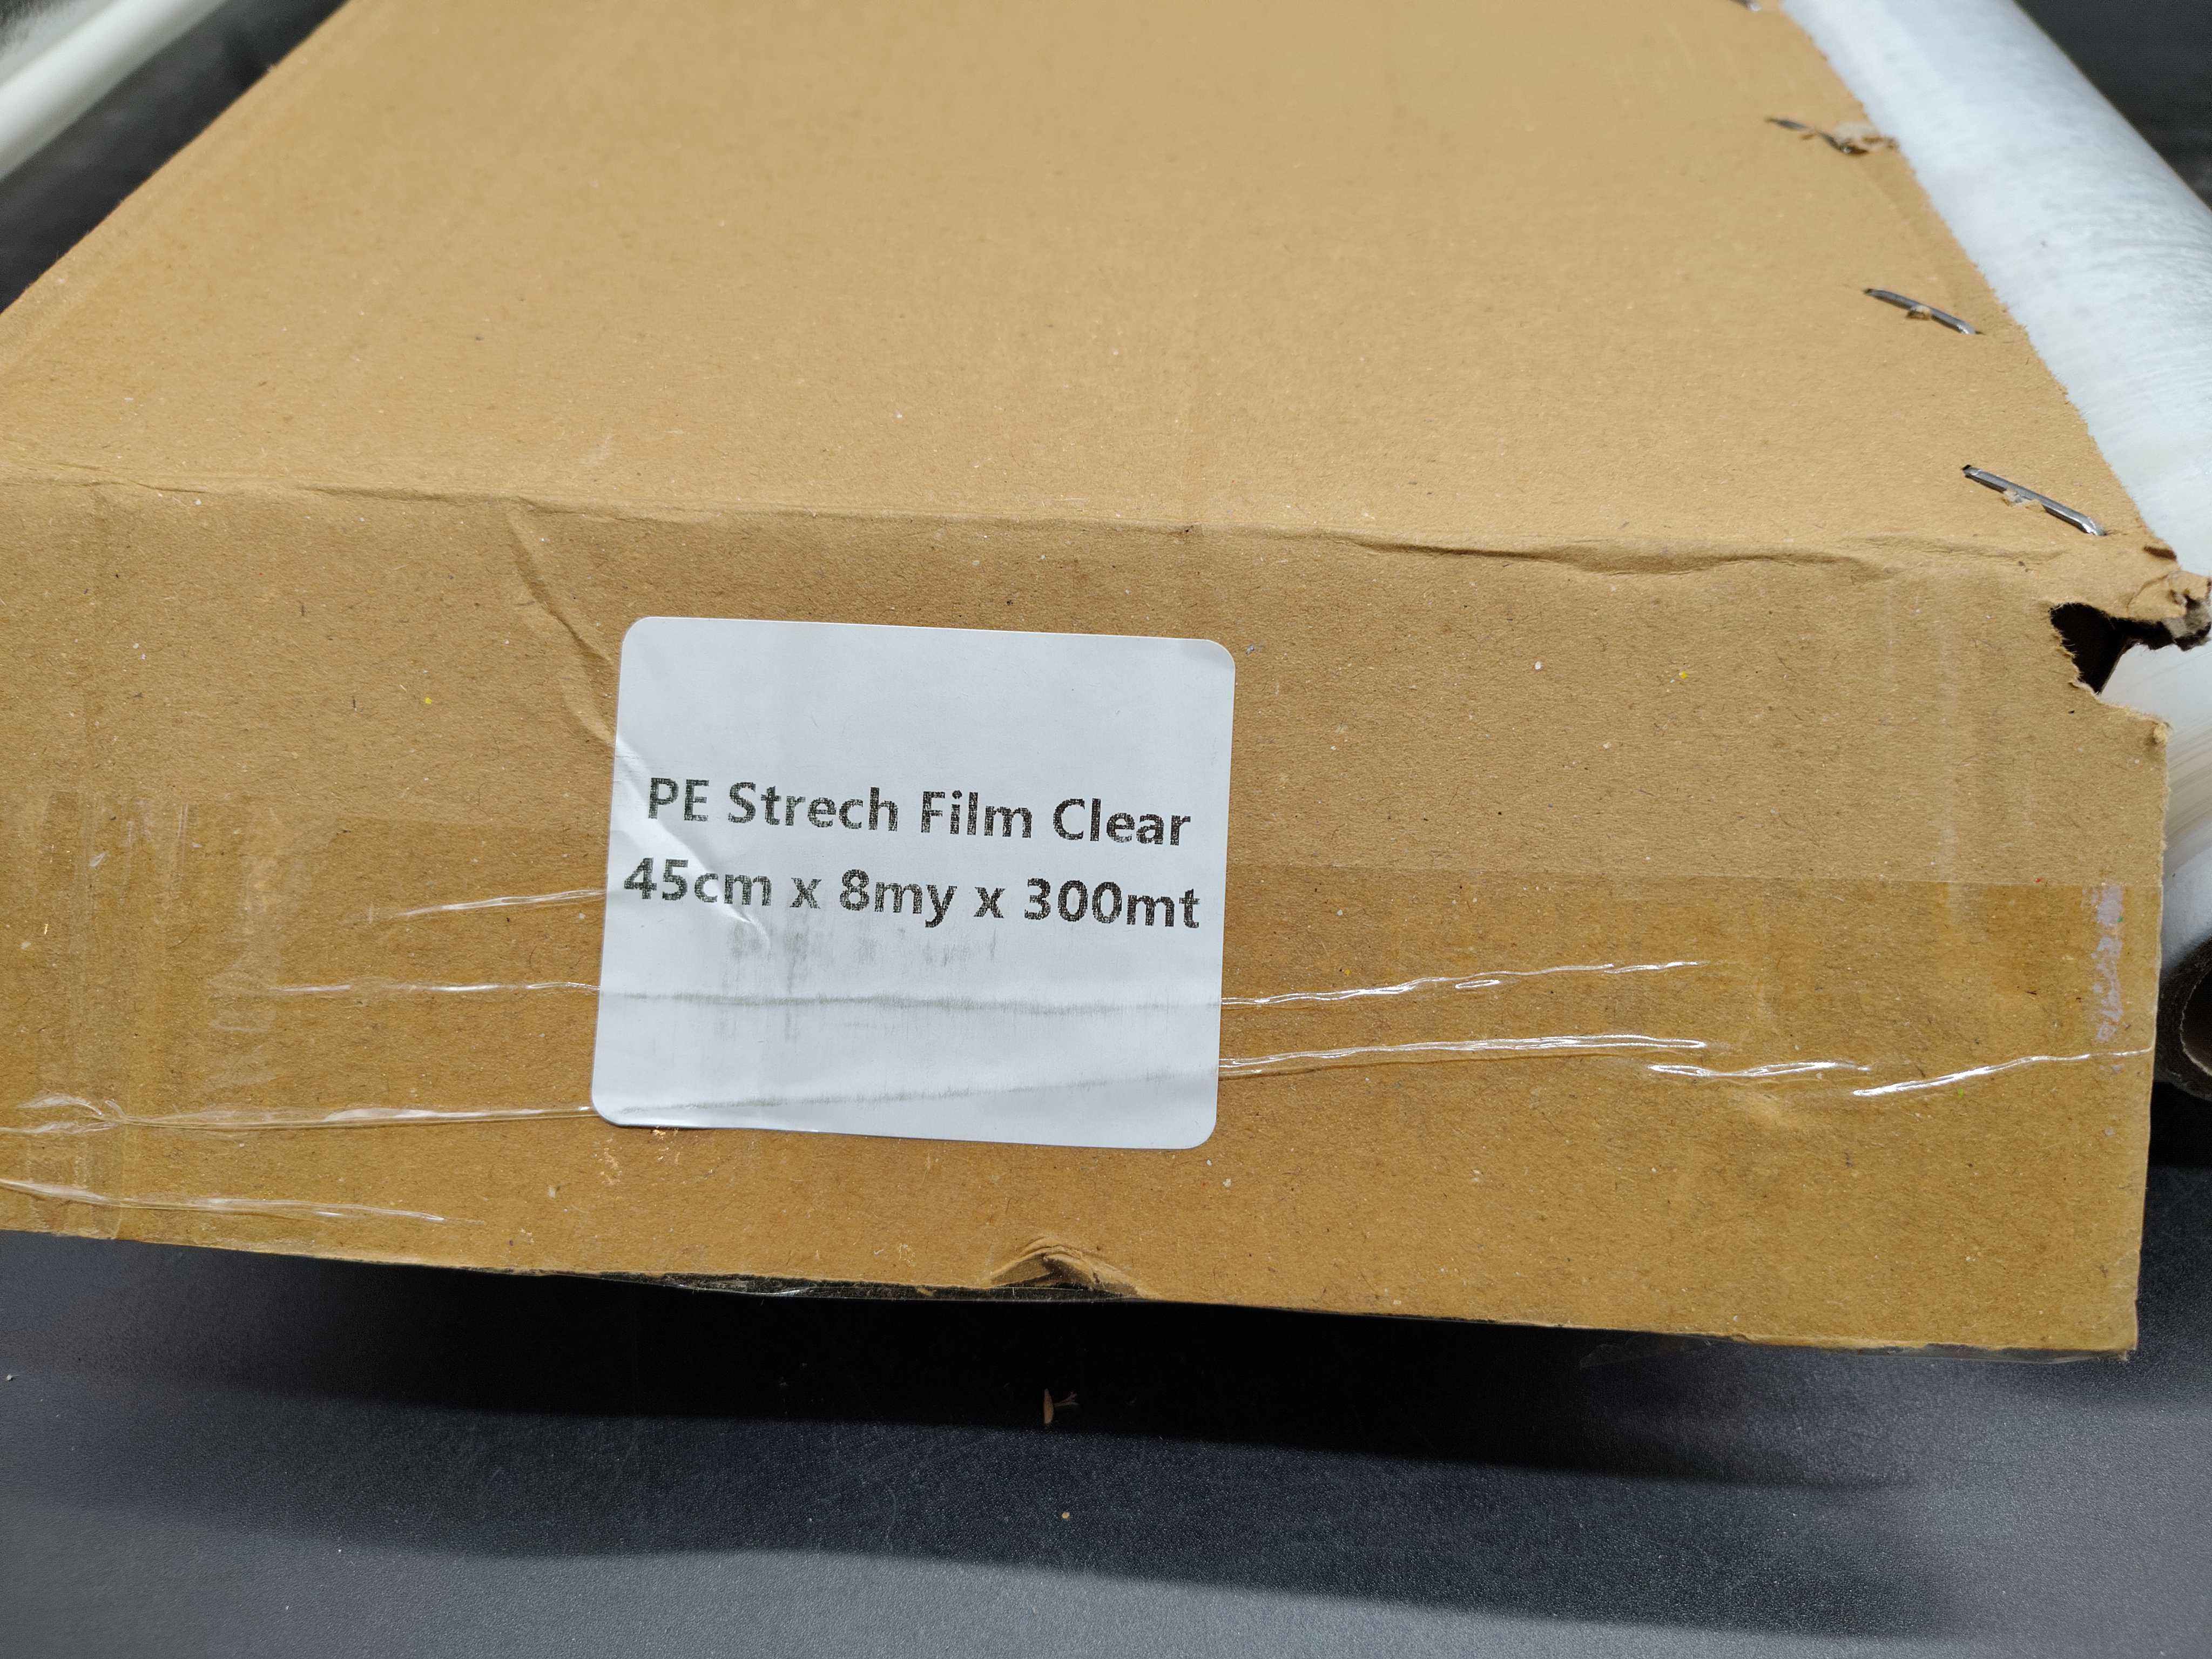 PE Strech Film Clear
45cm x 8my x 300mt